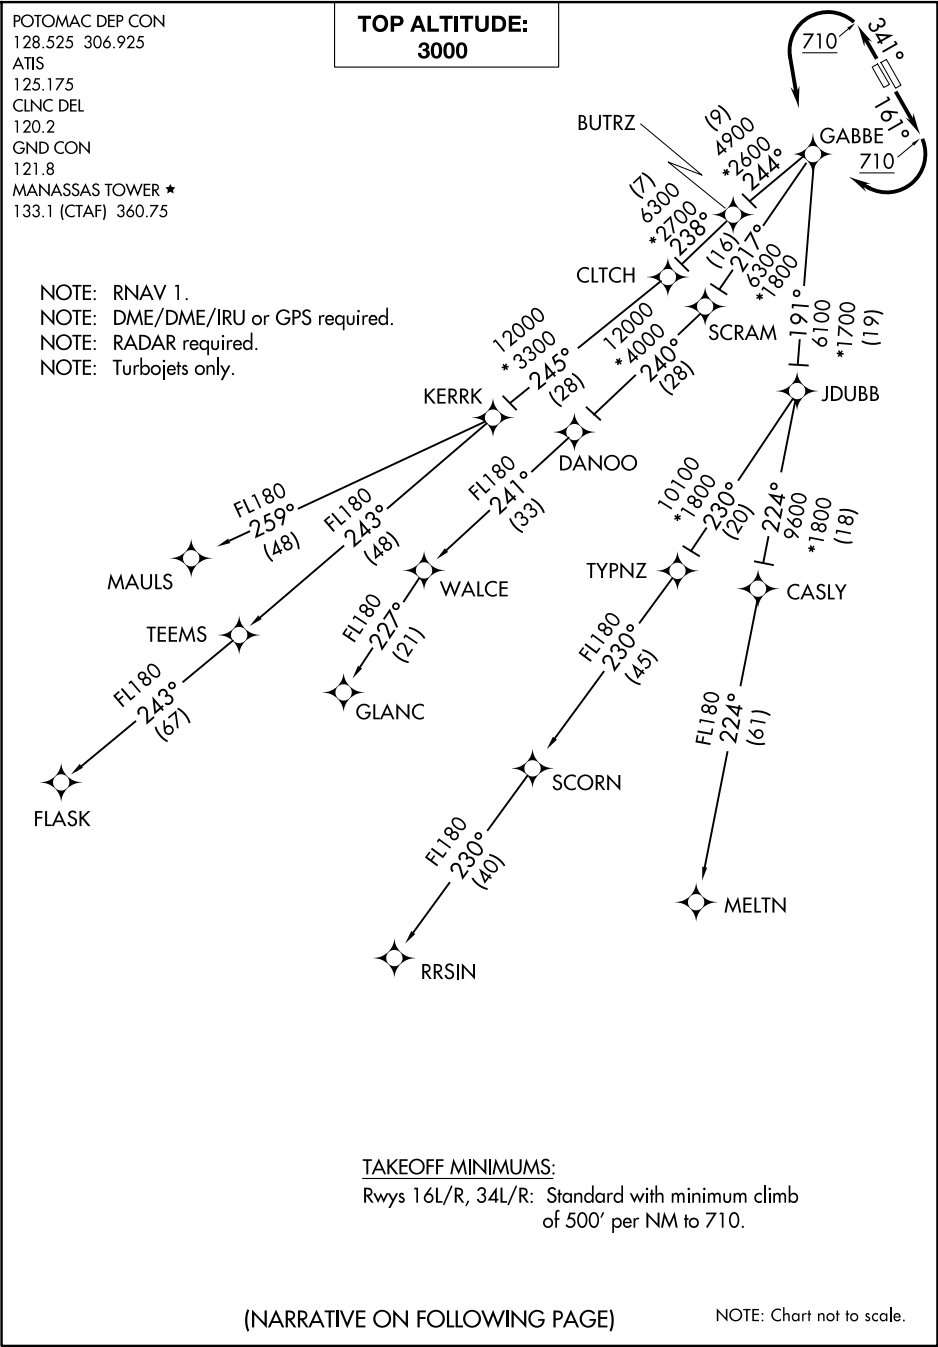 POTOMAC DEP CON
128.525 306.925
ATIS
125.175
CLNC DEL
120.2
GND CON
121.8
MANASSAS TOWER ★
133.1 (CTAF) 360.75
TOP ALTITUDE:
3000
NOTE: RNAV 1.
NOTE: DME/DME/IRU or GPS required.
NOTE: RADAR required.
NOTE: Turbojets only.
710
341°
161°
710
GABBE
BUTRZ
(9)
4900
*2600
244°
(7)
6300
*2700
238°
CLTCH
(16)
217°
6300
*1800
SCRAM
191°
6100
*1700
(19)
JDUBB
12000
*3300
245°
(28)
KERRK
12000
*4000
240°
(28)
DANOO
FL180
259°
(48)
MAULS
FL180
243°
(48)
TEEMS
FL180
241°
(33)
WALCE
10100
*1800
230°
(20)
TYPNZ
224°
9600
*1800
(18)
CASLY
FL180
227°
(21)
GLANC
FL180
243°
(67)
FLASK
FL180
230°
(45)
SCORN
FL180
224°
(61)
MELTN
FL180
230°
(40)
RRSIN
TAKEOFF MINIMUMS:
Rwys 16L/R, 34L/R: Standard with minimum climb
of 500' per NM to 710.
(NARRATIVE ON FOLLOWING PAGE)
NOTE: Chart not to scale.